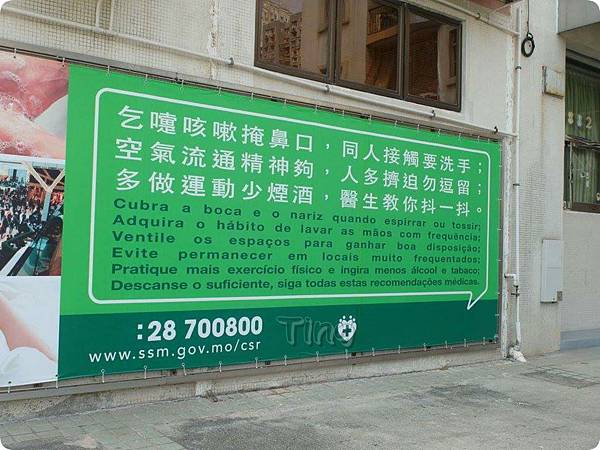 乞嚏咳嗽掩鼻口，同人接觸要洗手；
空氣流通精神夠，人多擠迫勿逗留；
多做運動少煙酒，醫生教你抖一抖。
Cubra a boca e o nariz quando espirrar ou tossir;
Adquira o hábito de lavar as mãos com frequência;
Ventile os espaços para ganhar boa disposição;
Evite permanecer em locais muito frequentados;
Pratique mais exercício físico e ingira menos álcool e tabaco;
Descanse o suficiente, siga todas estas recomendações médicas.
:28 700800
Ting
www.ssm.gov.mo/csr
882